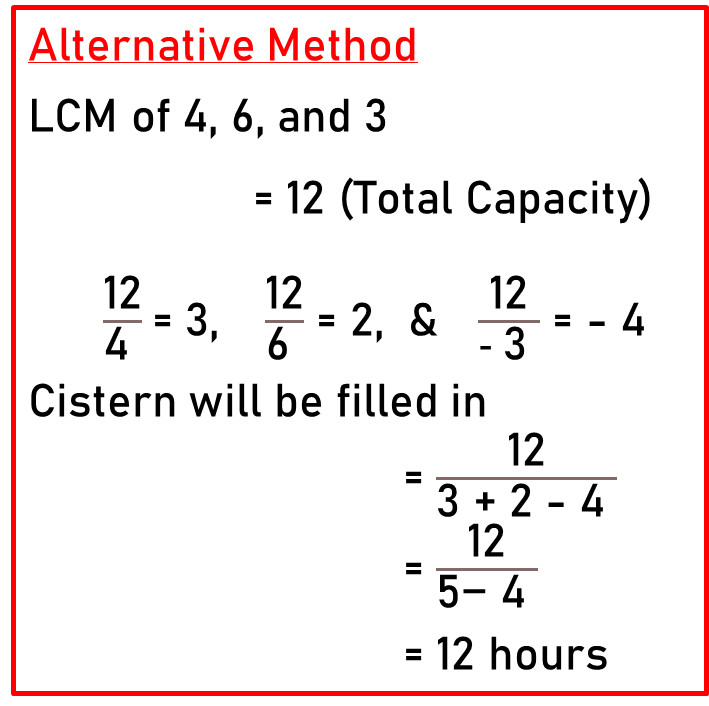 Alternative Method
LCM of 4, 6, and 3
= 12 (Total Capacity)
12/4 = 3, 12/6 = 2, & 12/- 3 = - 4
Cistern will be filled in
= 12/3 + 2 - 4
= 12/5– 4
= 12 hours